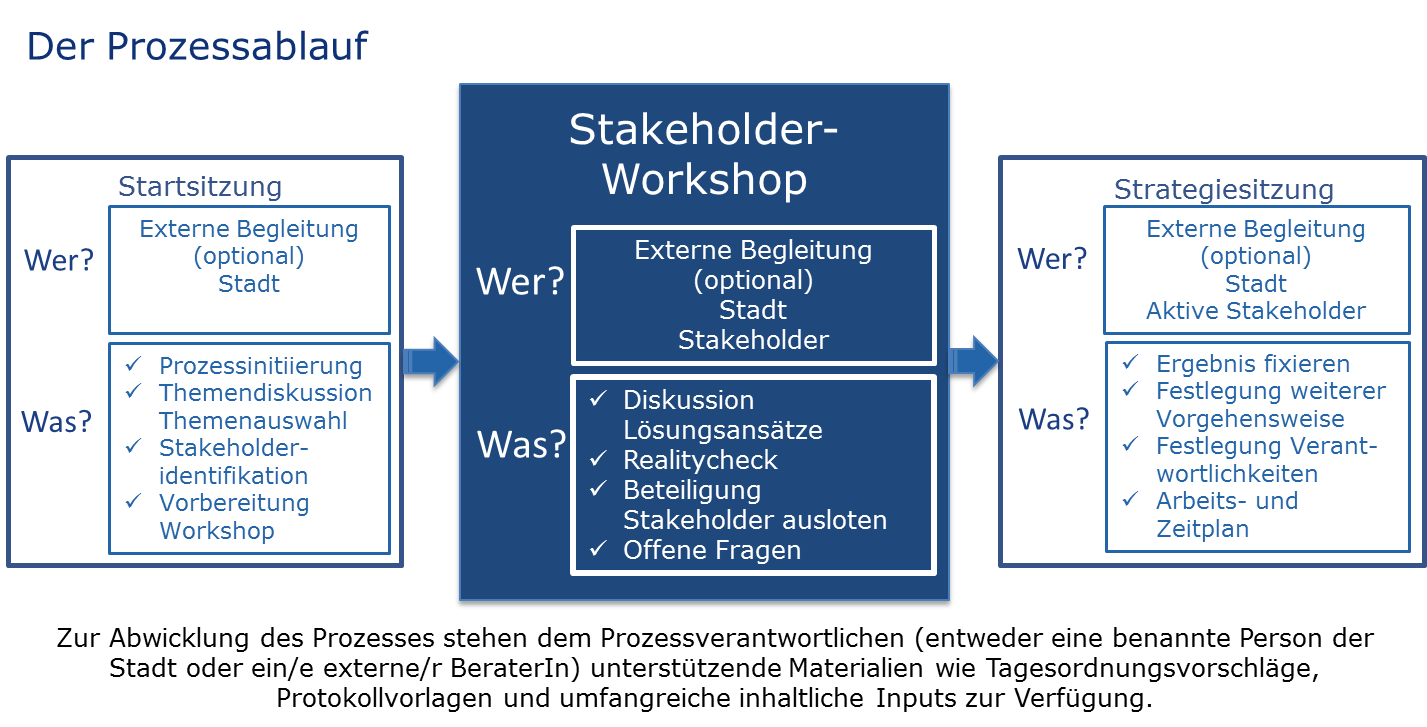 Der Prozessablauf
Startsitzung
Wer?
Externe Begleitung
(optional)
Stadt
Was?
✓ Prozessinitiierung
✓ Themendiskussion
Themenauswahl
✓ Stakeholder-
identifikation
✓ Vorbereitung
Workshop
Stakeholder-
Workshop
Wer?
Externe Begleitung
(optional)
Stadt
Stakeholder
Was?
✓ Diskussion
Lösungsansätze
✓ Realitycheck
✓ Beteiligung
Stakeholder ausloten
✓ Offene Fragen
Strategiesitzung
Wer?
Externe Begleitung
(optional)
Stadt
Aktive Stakeholder
Was?
✓ Ergebnis fixieren
✓ Festlegung weiterer
Vorgehensweise
✓ Festlegung Verant-
wortlichkeiten
✓ Arbeits- und
Zeitplan
Zur Abwicklung des Prozesses stehen dem Prozessverantwortlichen (entweder eine benannte Person der
Stadt oder ein/e externe/r BeraterIn) unterstützende Materialien wie Tagesordnungsvorschläge,
Protokollvorlagen und umfangreiche inhaltliche Inputs zur Verfügung.